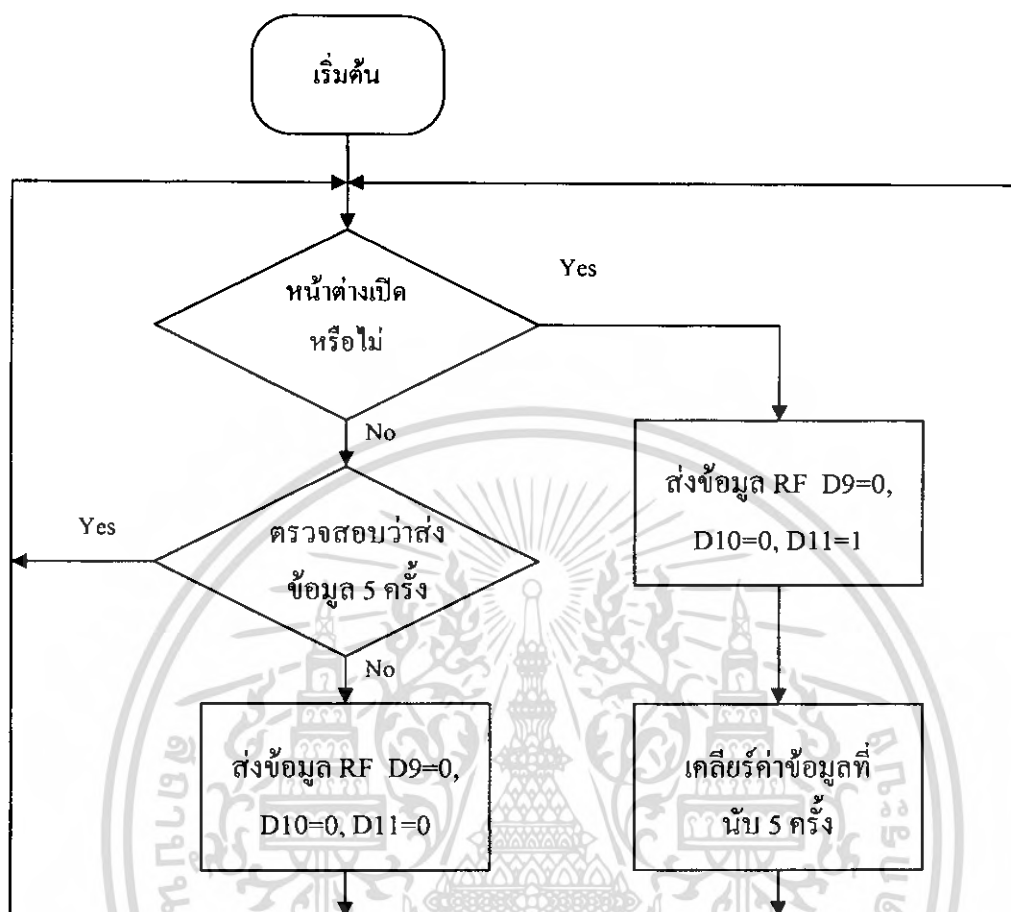 เริ่มต้น
หน้าต่างเปิด
หรือไม่
Yes
No
ตรวจสอบว่าส่ง
ข้อมูล 5 ครั้ง
Yes
No
ส่งข้อมูล RF D9=0,
D10=0, D11=1
ส่งข้อมูล RF D9=0,
D10=0, D11=0
เคลียร์ค่าข้อมูลที่
นับ 5 ครั้ง